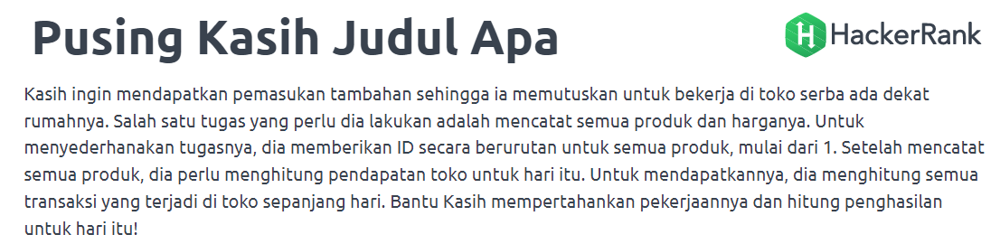 Pusing Kasih Judul Apa
HackerRank
Kasih ingin mendapatkan pemasukan tambahan sehingga ia memutuskan untuk bekerja di toko serba ada dekat
rumahnya. Salah satu tugas yang perlu dia lakukan adalah mencatat semua produk dan harganya. Untuk
menyederhanakan tugasnya, dia memberikan ID secara berurutan untuk semua produk, mulai dari 1. Setelah mencatat
semua produk, dia perlu menghitung pendapatan toko untuk hari itu. Untuk mendapatkannya, dia menghitung semua
transaksi yang terjadi di toko sepanjang hari. Bantu Kasih mempertahankan pekerjaannya dan hitung penghasilan
untuk hari itu!